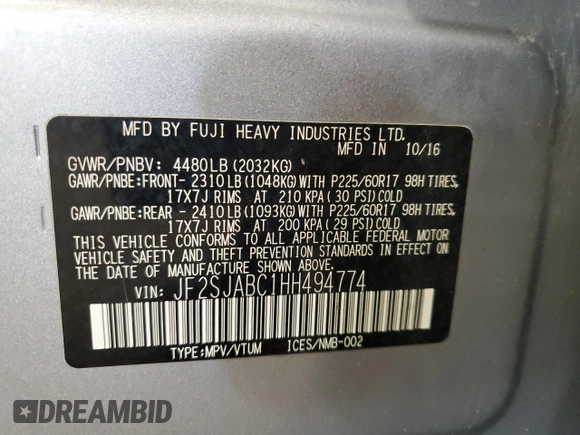 MFD BY FUJI HEAVY INDUSTRIES LTD.
MFD IN 10/16
GVWR/PNBV: 4480LB(2032KG)
GAWR/PNBE:FRONT- 2310LB(1048KG)WITH P225/60R17 98H TIRES,
17X7J RIMS AT 210 KPA(30 PSI)COLD
GAWR/PNBE:REAR - 2410LB(1093KG)WITH P225/60R17 98H TIRES,
17X7J RIMS AT 200 KPA(29 PSI)COLD
THIS VEHICLE CONFORMS TO ALL APPLICABLE FEDERAL MOTOR
VEHICLE SAFETY AND THEFT PREVENTION STANDARDS IN EFFECT ON
THE DATE OF MANUFACTURE SHOWN ABOVE.
VIN: JF2SJABC1HH494774
TYPE:MPV/VTUM ICES/NMB-002
DREAMBID